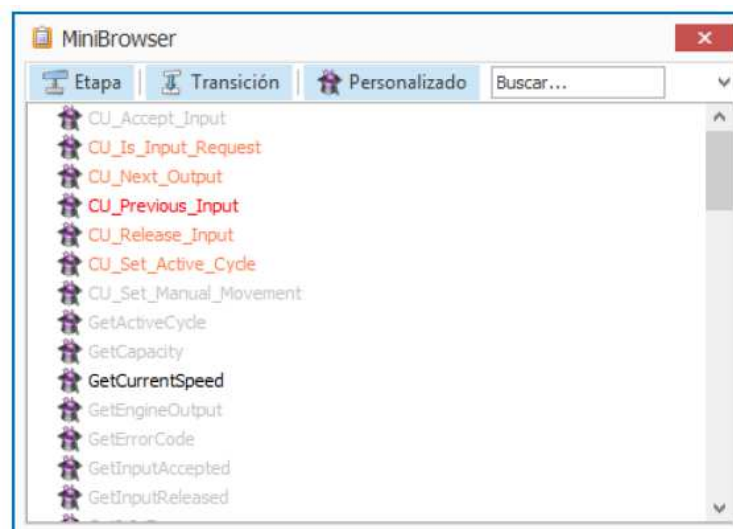 MiniBrowser
Etapa Transición Personalizado Buscar...
CU_Accept_Input
CU_Is_Input_Request
CU_Next_Output
CU_Previous_Input
CU_Release_Input
CU_Set_Active_Cycle
CU_Set_Manual_Movement
GetActiveCycle
GetCapacity
GetCurrentSpeed
GetEngineOutput
GetErrorCode
GetInputAccepted
GetInputReleased